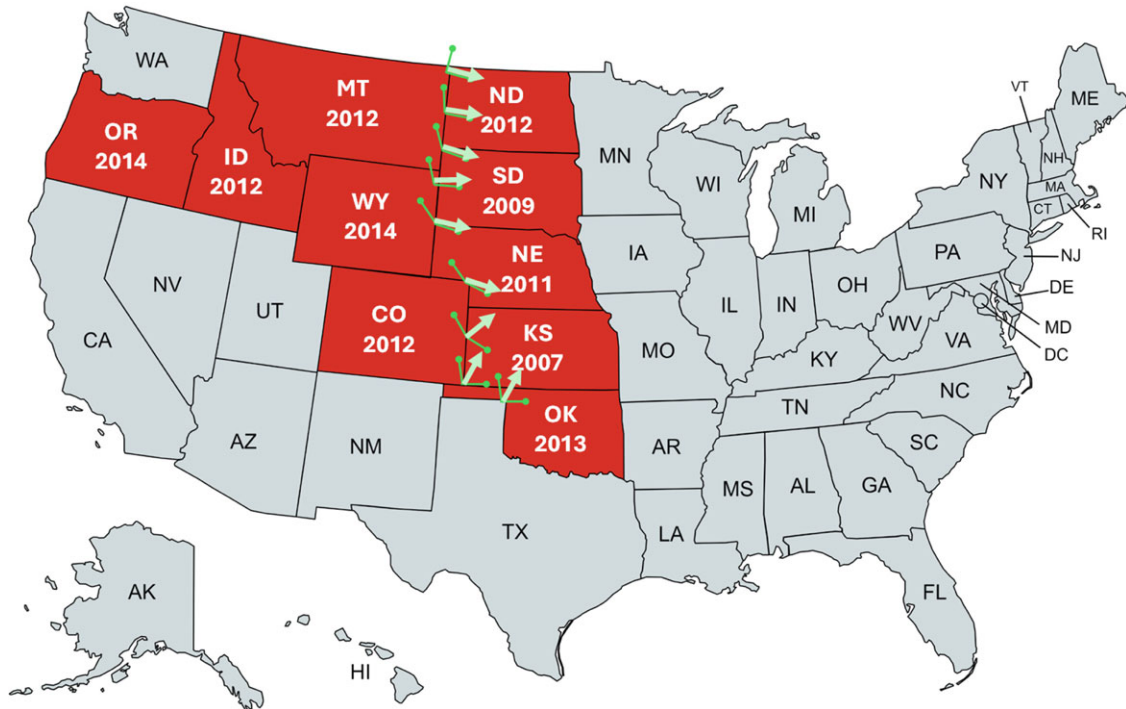 WA
VT
ME
MT
2012
ND
2012
OR
2014
ID
2012
MN
NH
NY
MA
WI
SD
2009
WY
2014
MI
CT
RI
IA
PA
NJ
NE
2011
NV
OH
DE
IL
IN
UT
CO
2012
CA
WV
MD
KS
2007
VA
DC
MO
KY
NC
TN
OK
2013
AZ
NM
AR
SC
MS
AL
GA
TX
LA
AK
FL
HI